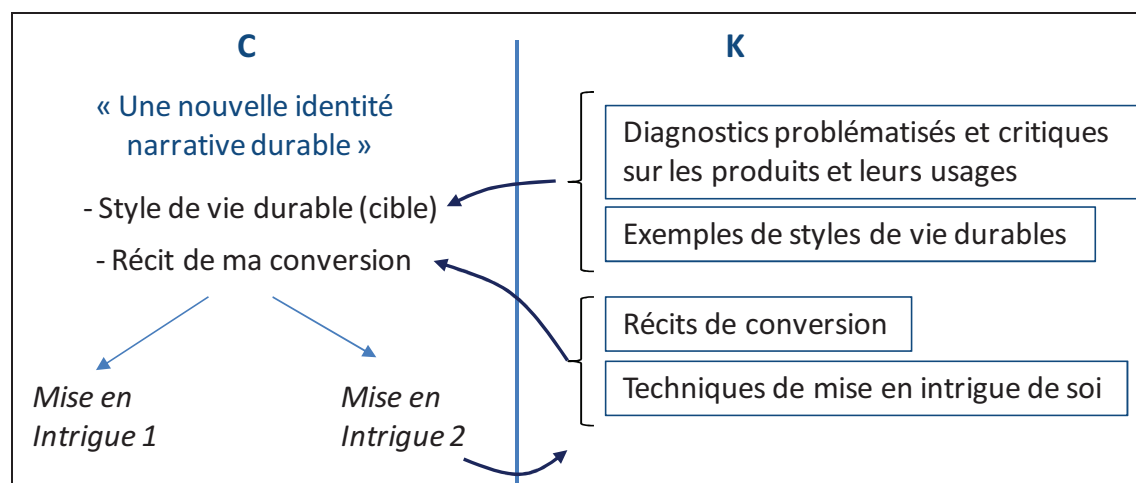 C
« Une nouvelle identité
narrative durable »
- Style de vie durable (cible)
- Récit de ma conversion
Mise en
Intrigue 1
Mise en
Intrigue 2
K
Diagnostics problématisés et critiques
sur les produits et leurs usages
Exemples de styles de vie durables
Récits de conversion
Techniques de mise en intrigue de soi